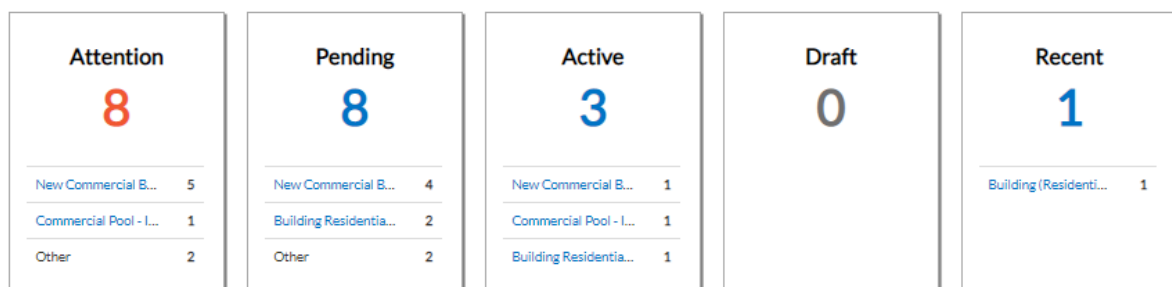 Attention
8
New Commercial B... 5
Commercial Pool - I... 1
Other 2
Pending
8
New Commercial B... 4
Building Residentia... 2
Other 2
Active
3
New Commercial B... 1
Commercial Pool - I... 1
Building Residentia... 1
Draft
0
Recent
1
Building (Residenti... 1